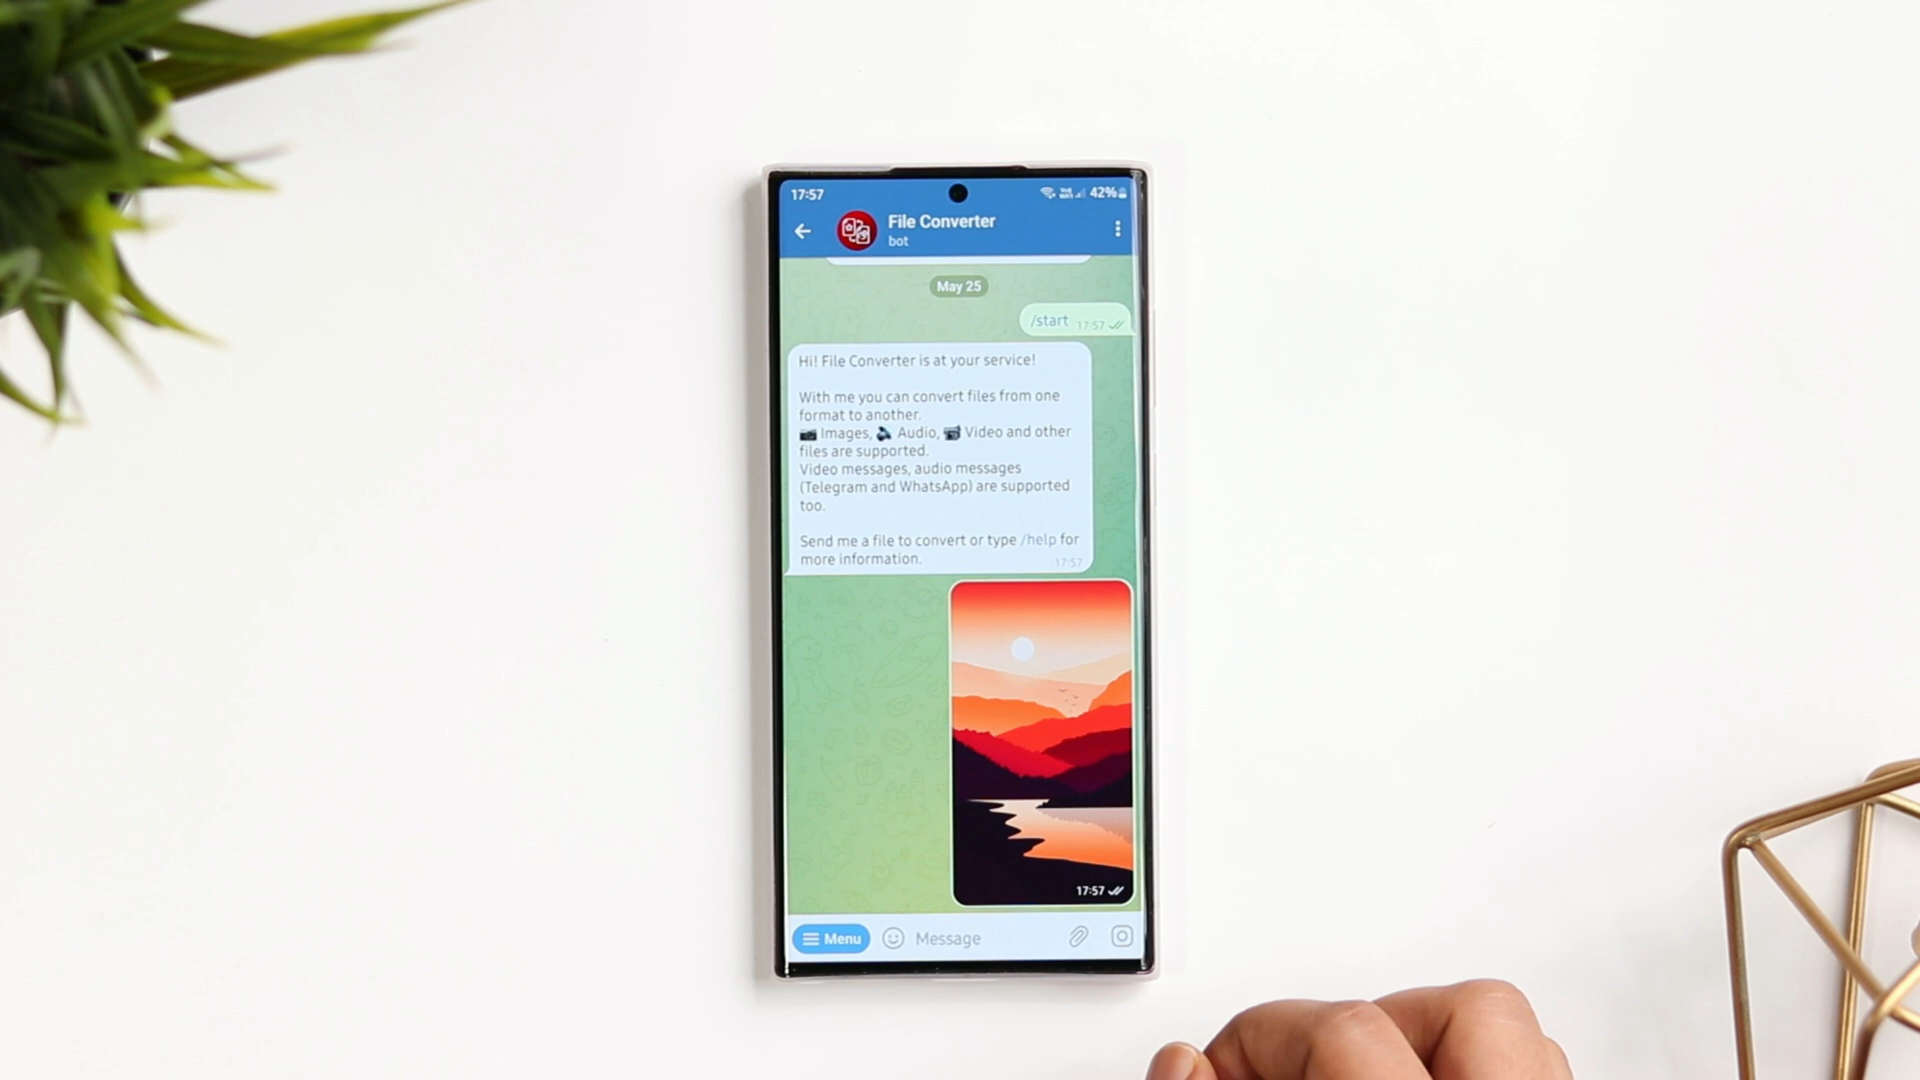 17:57
42%
File Converter
bot
May 25
/start 17:57
Hi! File Converter is at your service!
With me you can convert files from one
format to another.
Images, Audio, Video and other
files are supported.
Video messages, audio messages
(Telegram and WhatsApp) are supported
too.
Send me a file to convert or type /help for
more information.
17:57
17:57
Menu
Message